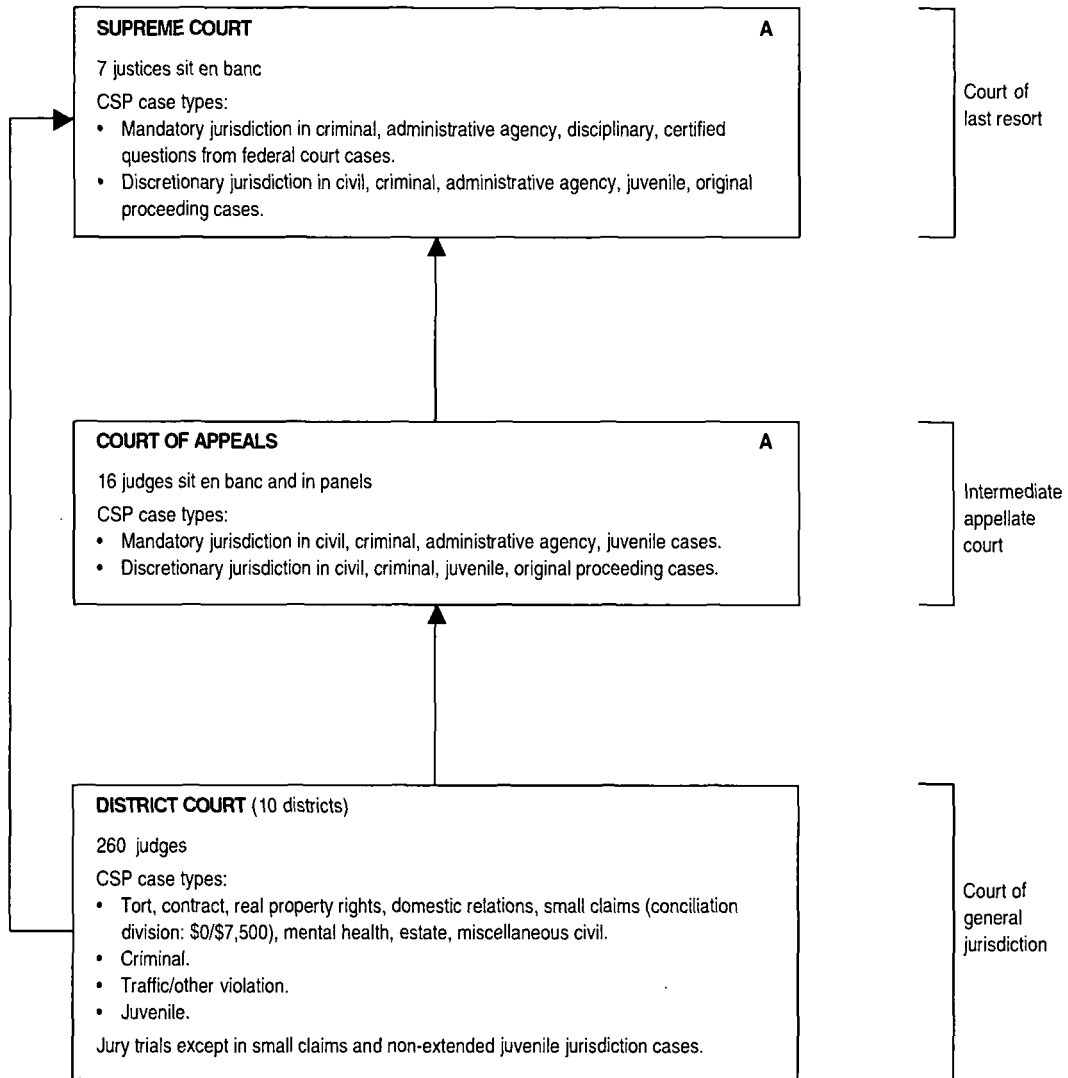 SUPREME COURT A
7 justices sit en banc
CSP case types:
• Mandatory jurisdiction in criminal, administrative agency, disciplinary, certified
questions from federal court cases.
• Discretionary jurisdiction in civil, criminal, administrative agency, juvenile, original
proceeding cases.
Court of
last resort
COURT OF APPEALS A
16 judges sit en banc and in panels
CSP case types:
• Mandatory jurisdiction in civil, criminal, administrative agency, juvenile cases.
• Discretionary jurisdiction in civil, criminal, juvenile, original proceeding cases.
Intermediate
appellate
court
DISTRICT COURT (10 districts)
260 judges
CSP case types:
• Tort, contract, real property rights, domestic relations, small claims (conciliation
division: $0/$7,500), mental health, estate, miscellaneous civil.
• Criminal.
• Traffic/other violation.
• Juvenile.
Jury trials except in small claims and non-extended juvenile jurisdiction cases.
Court of
general
jurisdiction